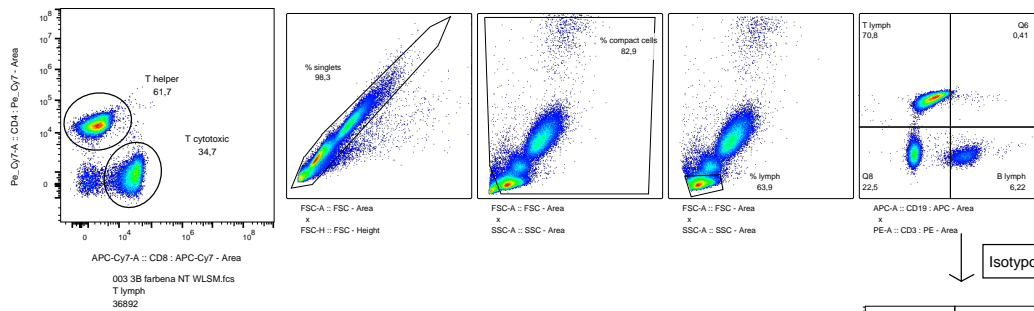 Pe_Cy7-A :: CD4 : Pe_Cy7 - Area
10^8
10^7
10^6
10^5
10^4
0
T helper
61,7
T cytotoxic
34,7
0
10^4
10^6
10^8
APC-Cy7-A :: CD8 : APC-Cy7 - Area
003 3B farbena NT WLSM.fcs
T lymph
36892
% singlets
98,3
FSC-A :: FSC - Area
x
FSC-H :: FSC - Height
% compact cells
82,9
FSC-A :: FSC - Area
x
SSC-A :: SSC - Area
% lymph
63,9
FSC-A :: FSC - Area
x
SSC-A :: SSC - Area
T lymph
70,8
Q6
0,41
Q8
22,5
B lymph
6,22
APC-A :: CD19 : APC - Area
x
PE-A :: CD3 : PE - Area
Isotypo